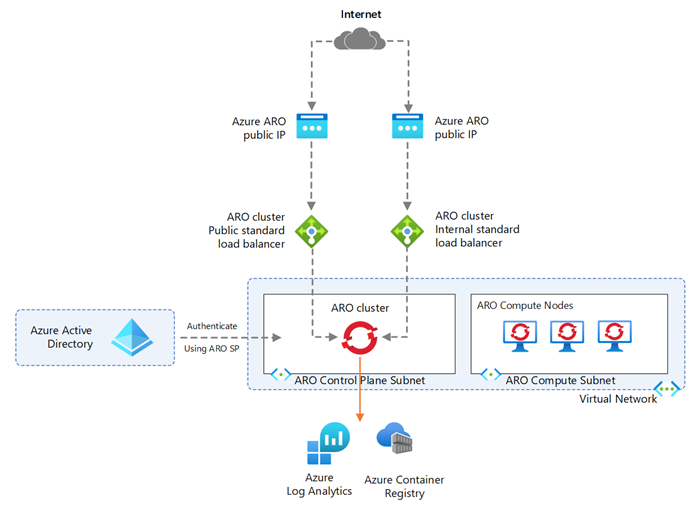 Internet
Azure ARO
public IP
Azure ARO
public IP
ARO cluster
Public standard
load balancer
ARO cluster
Internal standard
load balancer
Azure Active
Directory
Authenticate
Using ARO SP
ARO cluster
ARO Control Plane Subnet
ARO Compute Nodes
ARO Compute Subnet
Virtual Network
Azure
Log Analytics
Azure Container
Registry